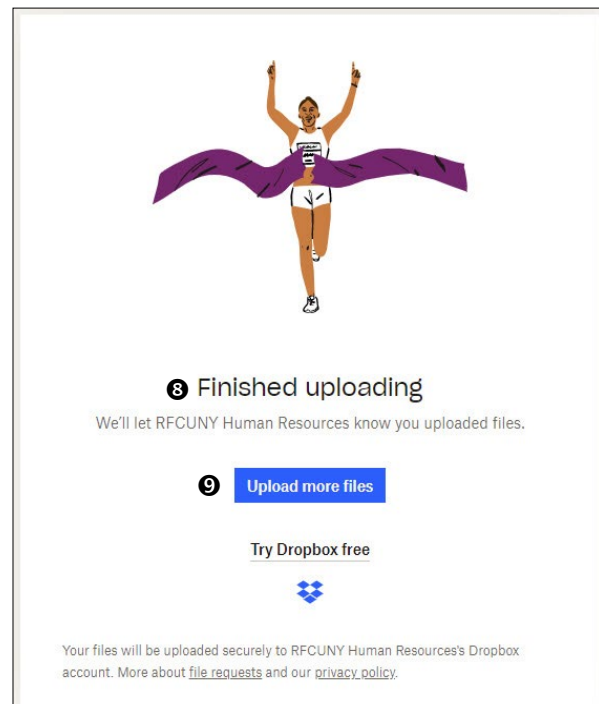 ❽ Finished uploading
We'll let RFCUNY Human Resources know you uploaded files.
❾ Upload more files
Try Dropbox free
Your files will be uploaded securely to RFCUNY Human Resources's Dropbox
account. More about file requests and our privacy policy.